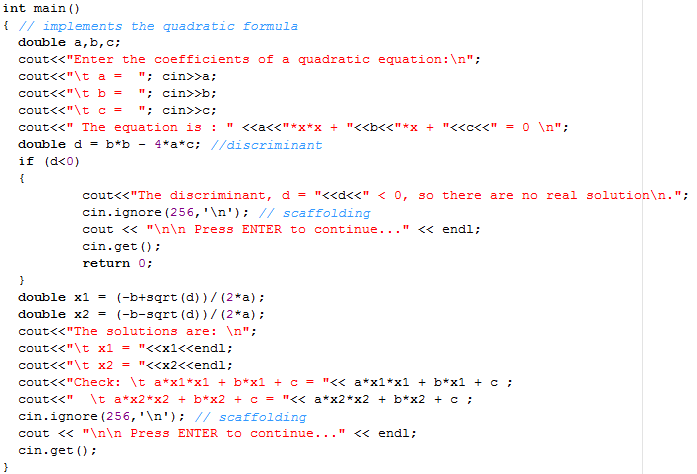 int main()
{ // implements the quadratic formula
  double a,b,c;
  cout<<"Enter the coefficients of a quadratic equation:\n";
  cout<<"\t a =  "; cin>>a;
  cout<<"\t b =  "; cin>>b;
  cout<<"\t c =  "; cin>>c;
  cout<<" The equation is : " <<a<<"*x*x + "<<b<<"*x + "<<c<<" = 0 \n";
  double d = b*b - 4*a*c; //discriminant
  if (d<0)
  {
          cout<<"The discriminant, d = "<<d<<" < 0, so there are no real solution\n.";
          cin.ignore(256,'\n'); // scaffolding
          cout << "\n\n Press ENTER to continue..." << endl;
          cin.get();
          return 0;
  }
  double x1 = (-b+sqrt(d))/(2*a);
  double x2 = (-b-sqrt(d))/(2*a);
  cout<<"The solutions are: \n";
  cout<<"\t x1 = "<<x1<<endl;
  cout<<"\t x2 = "<<x2<<endl;
  cout<<"Check: \t a*x1*x1 + b*x1 + c = "<< a*x1*x1 + b*x1 + c ;
  cout<<"  \t a*x2*x2 + b*x2 + c = "<< a*x2*x2 + b*x2 + c ;
  cin.ignore(256,'\n'); // scaffolding
  cout << "\n\n Press ENTER to continue..." << endl;
  cin.get();
}